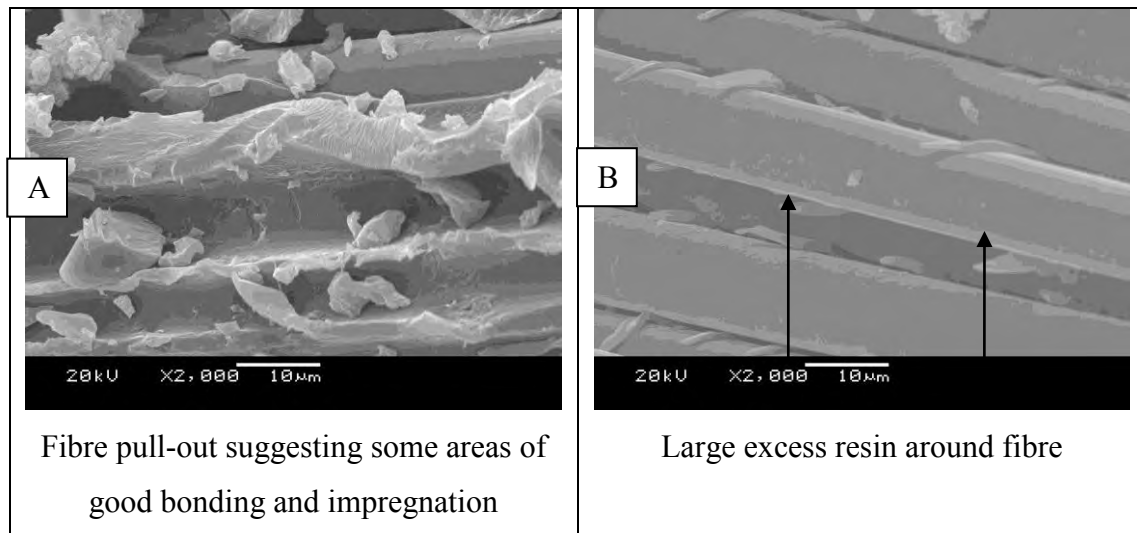 A
20kV X2,000 10μm
Fibre pull-out suggesting some areas of
good bonding and impregnation
B
20kV X2,000 10μm
Large excess resin around fibre